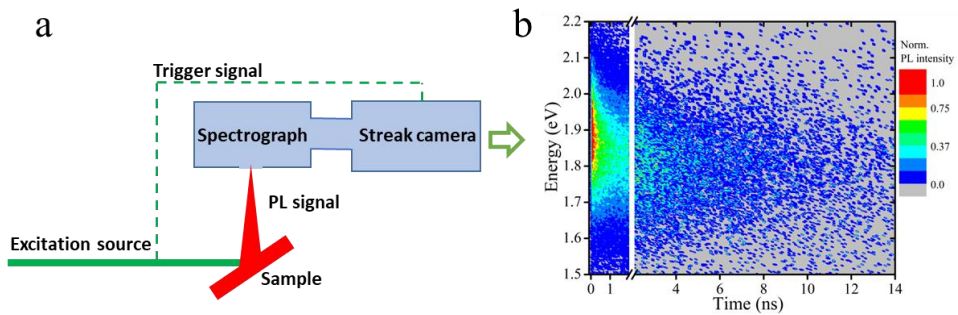 a
Trigger signal
Spectrograph
Streak camera
PL signal
Excitation source
Sample
b
2.2
2.1
2.0
1.9
1.8
1.7
1.6
1.5
Energy (eV)
0 1 4 6 8 10 12 14
Time (ns)
Norm.
PL intensity
1.0
0.75
0.37
0.0